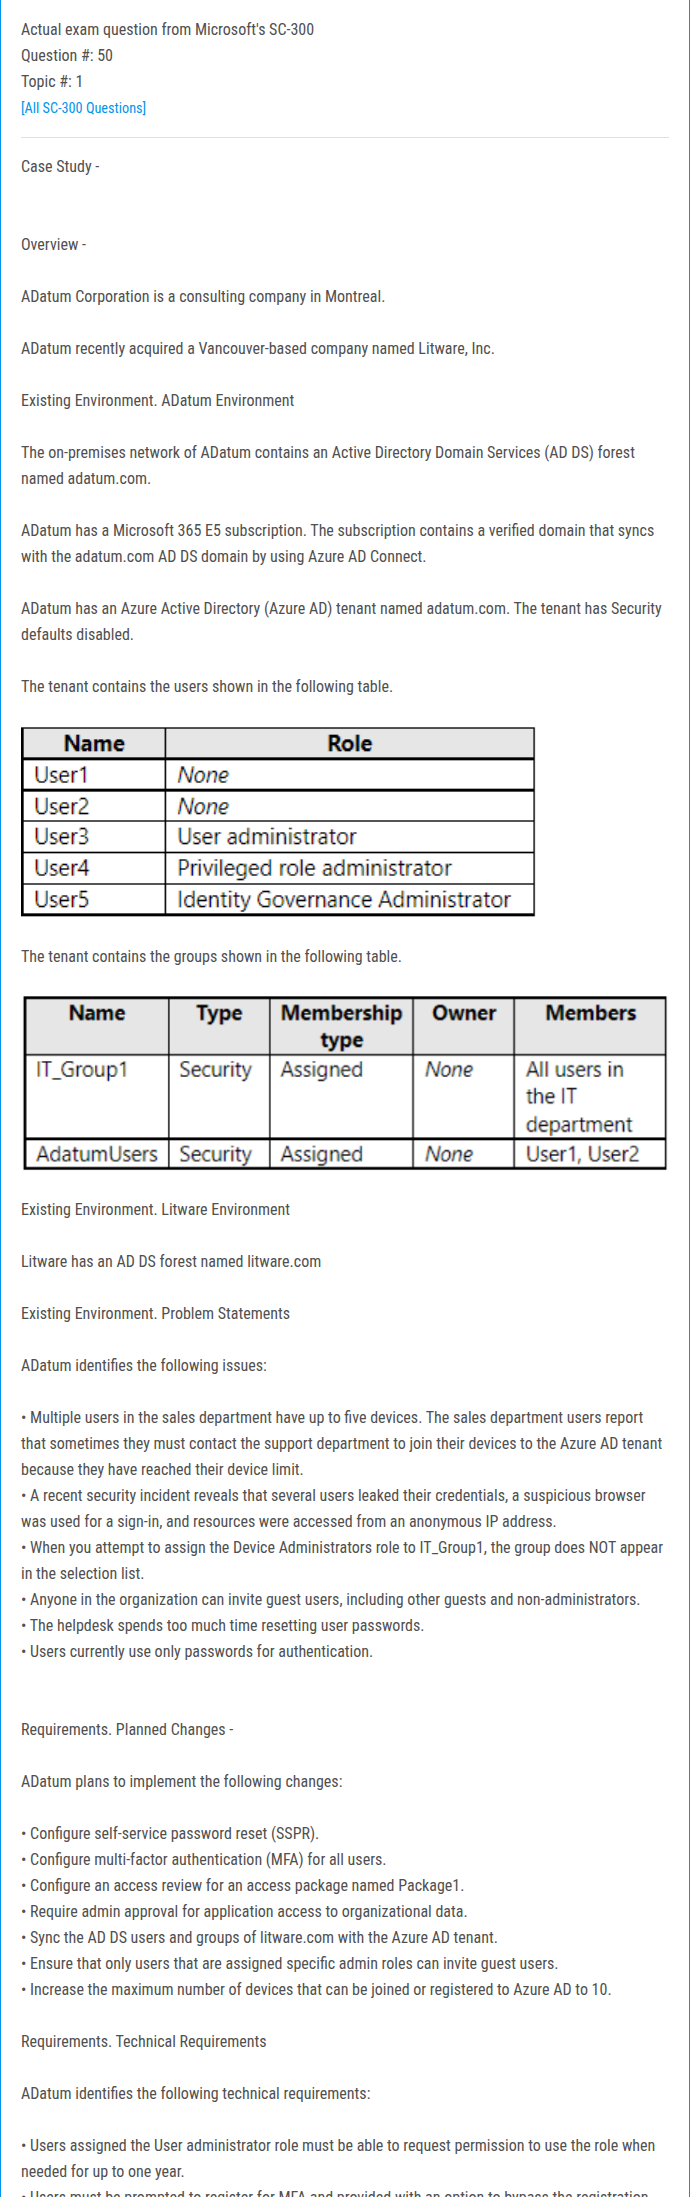 Actual exam question from Microsoft's SC-300
Question #: 50
Topic #: 1
[All SC-300 Questions]
Case Study -
Overview -
ADatum Corporation is a consulting company in Montreal.
ADatum recently acquired a Vancouver-based company named Litware, Inc.
Existing Environment. ADatum Environment
The on-premises network of ADatum contains an Active Directory Domain Services (AD DS) forest
named adatum.com.
ADatum has a Microsoft 365 E5 subscription. The subscription contains a verified domain that syncs
with the adatum.com AD DS domain by using Azure AD Connect.
ADatum has an Azure Active Directory (Azure AD) tenant named adatum.com. The tenant has Security
defaults disabled.
The tenant contains the users shown in the following table.
Name Role
User1 None
User2 None
User3 User administrator
User4 Privileged role administrator
User5 Identity Governance Administrator
The tenant contains the groups shown in the following table.
Name Type Membership Owner Members
type
IT_Group1 Security Assigned None All users in
the IT
department
AdatumUsers Security Assigned None User1, User2
Existing Environment. Litware Environment
Litware has an AD DS forest named litware.com
Existing Environment. Problem Statements
ADatum identifies the following issues:
• Multiple users in the sales department have up to five devices. The sales department users report
that sometimes they must contact the support department to join their devices to the Azure AD tenant
because they have reached their device limit.
• A recent security incident reveals that several users leaked their credentials, a suspicious browser
was used for a sign-in, and resources were accessed from an anonymous IP address.
• When you attempt to assign the Device Administrators role to IT_Group1, the group does NOT appear
in the selection list.
• Anyone in the organization can invite guest users, including other guests and non-administrators.
• The helpdesk spends too much time resetting user passwords.
• Users currently use only passwords for authentication.
Requirements. Planned Changes -
ADatum plans to implement the following changes:
• Configure self-service password reset (SSPR).
• Configure multi-factor authentication (MFA) for all users.
• Configure an access review for an access package named Package1.
• Require admin approval for application access to organizational data.
• Sync the AD DS users and groups of litware.com with the Azure AD tenant.
• Ensure that only users that are assigned specific admin roles can invite guest users.
• Increase the maximum number of devices that can be joined or registered to Azure AD to 10.
Requirements. Technical Requirements
ADatum identifies the following technical requirements:
• Users assigned the User administrator role must be able to request permission to use the role when
needed for up to one year.
• Users must be prompted to register for MFA and provided with an option to bypass the registration